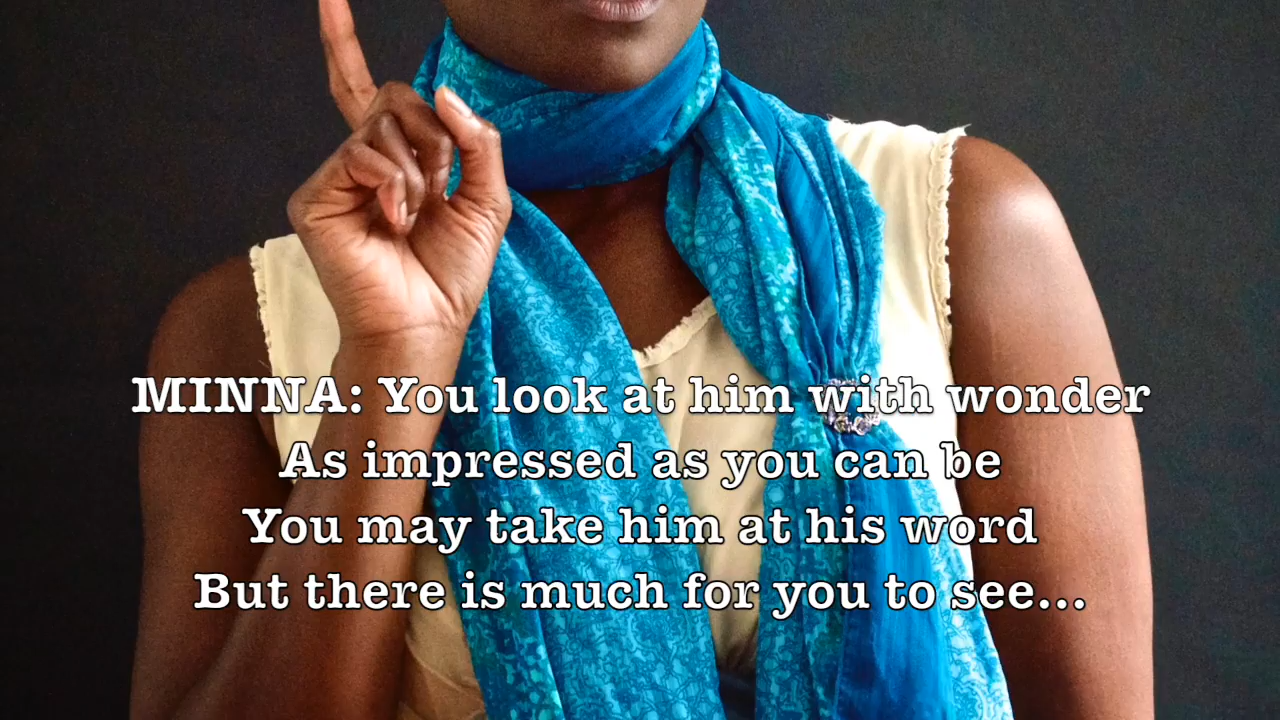 MINNA: You look at him with wonder
As impressed as you can be
You may take him at his word
But there is much for you to see...